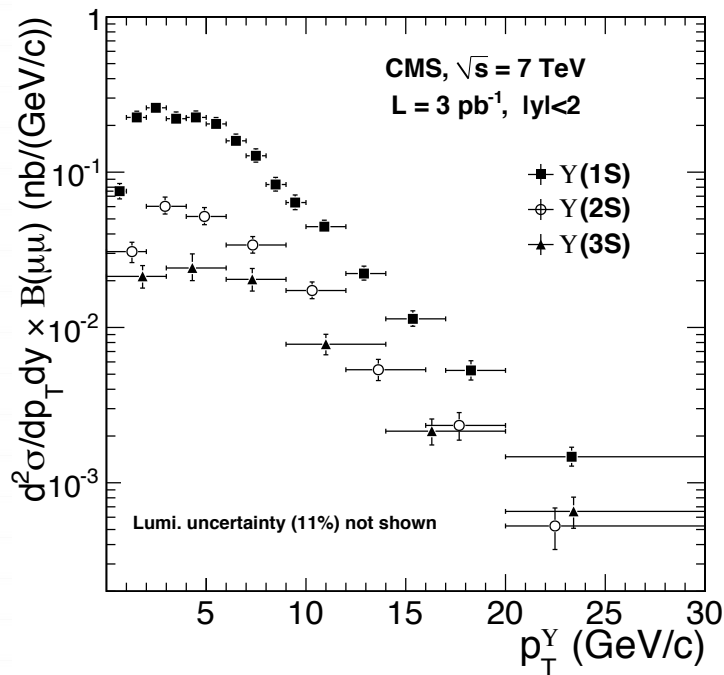 d²σ/dp_T dy × B(μμ) (nb/(GeV/c))
1
10⁻¹
10⁻²
10⁻³
CMS, √s = 7 TeV
L = 3 pb⁻¹, |y|<2
ϒ(1S)
ϒ(2S)
ϒ(3S)
Lumi. uncertainty (11%) not shown
5 10 15 20 25 30
p_T^ϒ (GeV/c)